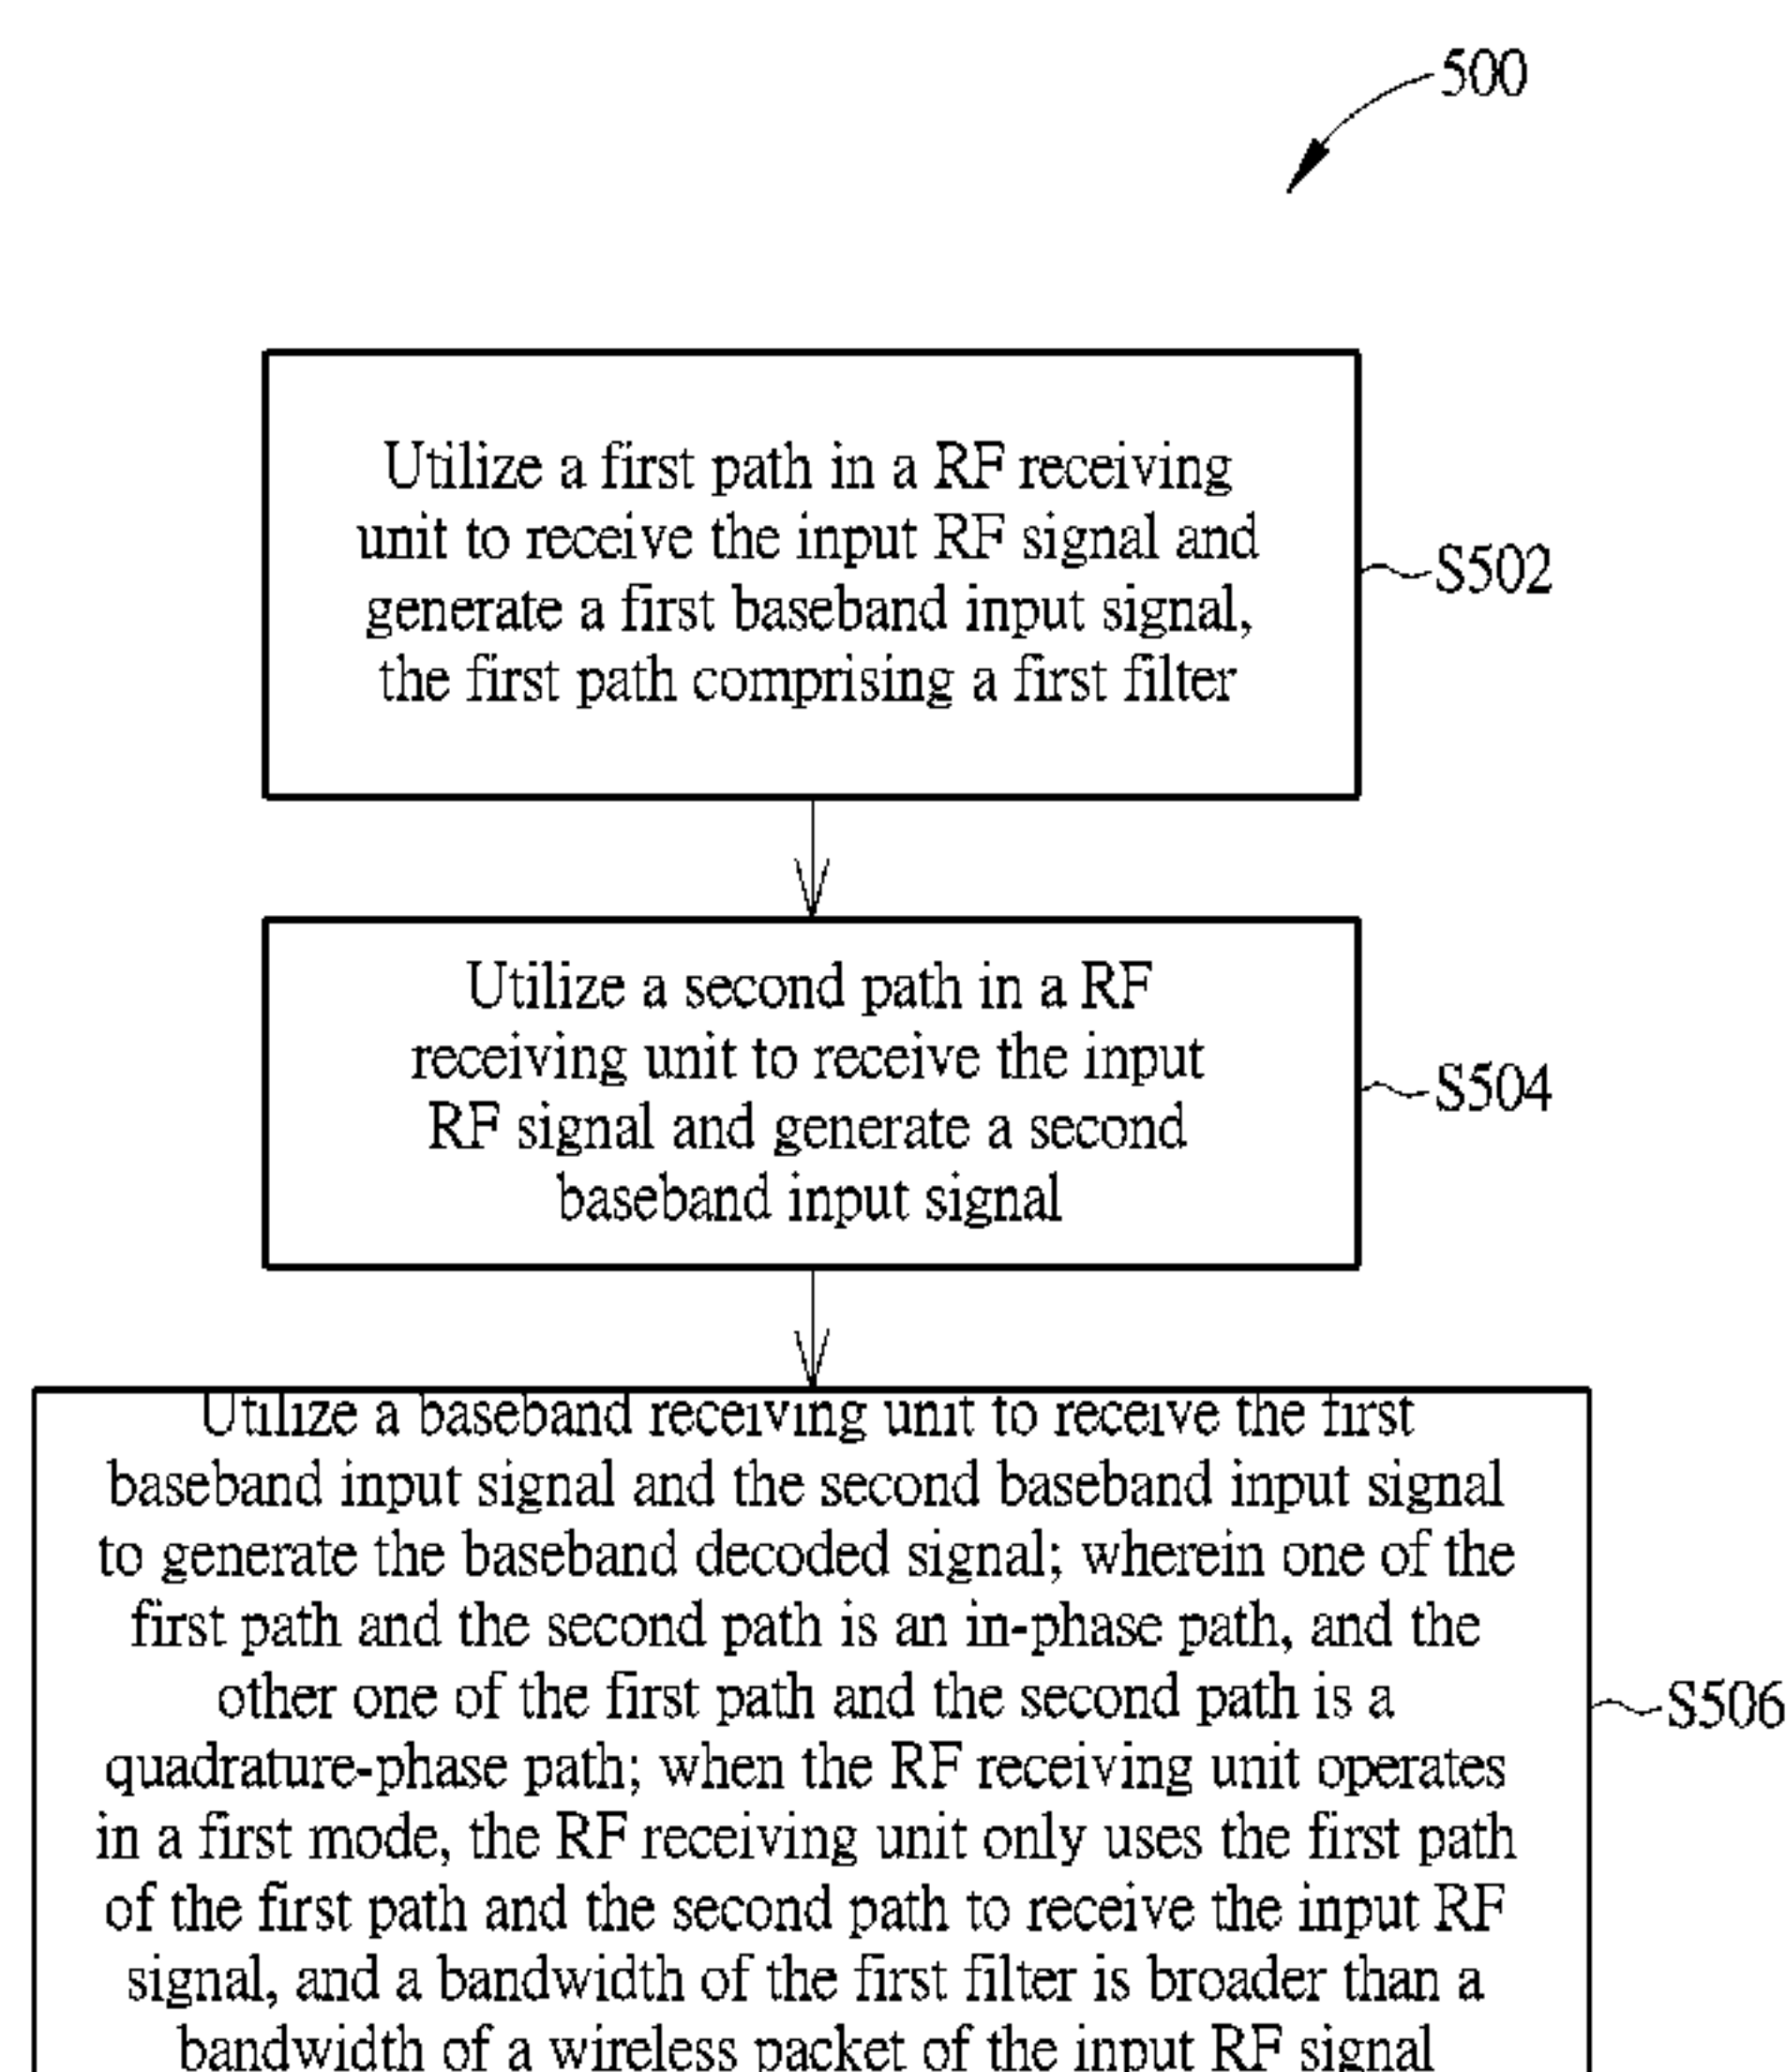 500
Utilize a first path in a RF receiving
unit to receive the input RF signal and
generate a first baseband input signal,
the first path comprising a first filter
S502
Utilize a second path in a RF
receiving unit to receive the input
RF signal and generate a second
baseband input signal
S504
Utilize a baseband receiving unit to receive the first
baseband input signal and the second baseband input signal
to generate the baseband decoded signal; wherein one of the
first path and the second path is an in-phase path, and the
other one of the first path and the second path is a
quadrature-phase path; when the RF receiving unit operates
in a first mode, the RF receiving unit only uses the first path
of the first path and the second path to receive the input RF
signal, and a bandwidth of the first filter is broader than a
bandwidth of a wireless packet of the input RF signal
S506